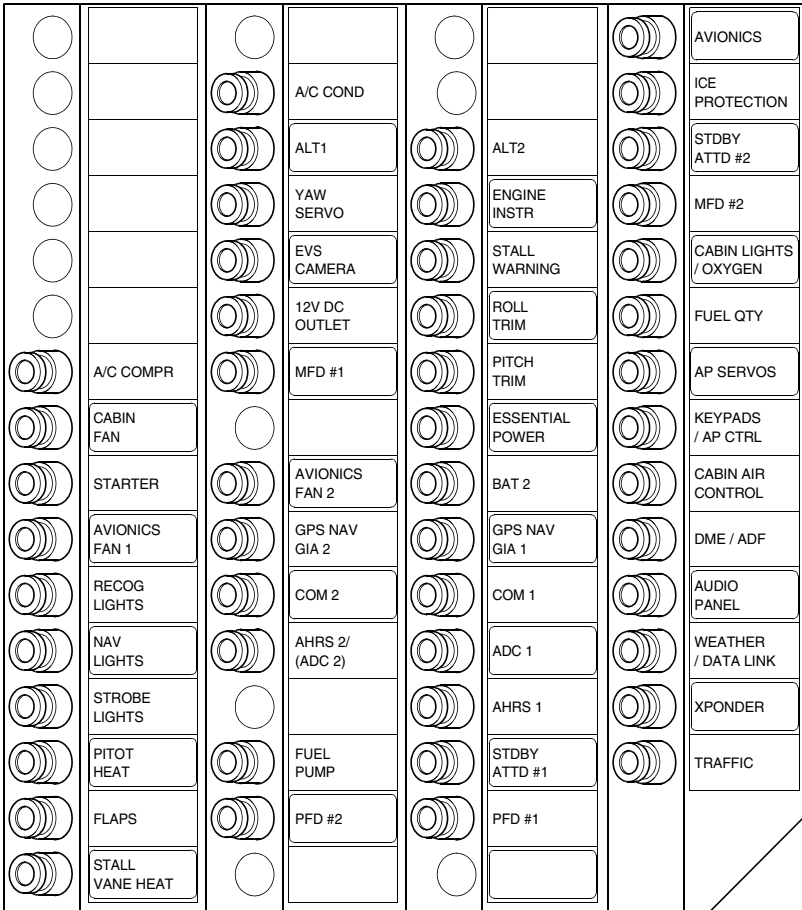 A/C COMPR
CABIN
FAN
STARTER
AVIONICS
FAN 1
RECOG
LIGHTS
NAV
LIGHTS
STROBE
LIGHTS
PITOT
HEAT
FLAPS
STALL
VANE HEAT
A/C COND
ALT1
YAW
SERVO
EVS
CAMERA
12V DC
OUTLET
MFD #1
AVIONICS
FAN 2
GPS NAV
GIA 2
COM 2
AHRS 2/
(ADC 2)
FUEL
PUMP
PFD #2
ALT2
ENGINE
INSTR
STALL
WARNING
ROLL
TRIM
PITCH
TRIM
ESSENTIAL
POWER
BAT 2
GPS NAV
GIA 1
COM 1
ADC 1
AHRS 1
STDBY
ATTD #1
PFD #1
AVIONICS
ICE
PROTECTION
STDBY
ATTD #2
MFD #2
CABIN LIGHTS
/ OXYGEN
FUEL QTY
AP SERVOS
KEYPADS
/ AP CTRL
CABIN AIR
CONTROL
DME / ADF
AUDIO
PANEL
WEATHER
/ DATA LINK
XPONDER
TRAFFIC